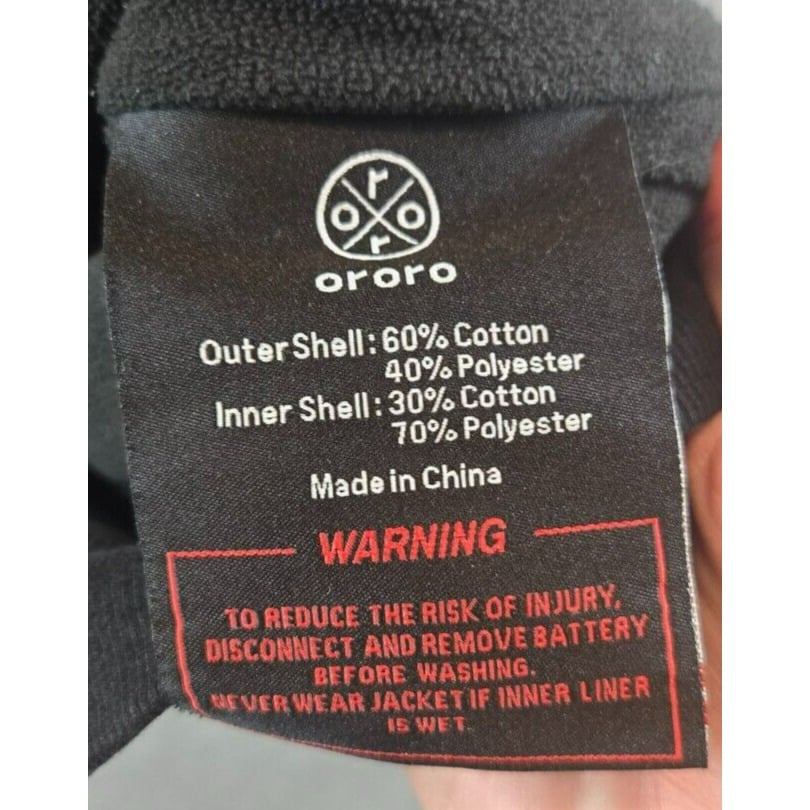 r
o o
r
ororo
Outer Shell: 60% Cotton
40% Polyester
Inner Shell: 30% Cotton
70% Polyester
Made in China
WARNING
TO REDUCE THE RISK OF INJURY,
DISCONNECT AND REMOVE BATTERY
BEFORE WASHING.
NEVER WEAR JACKET IF INNER LINER
IS WET